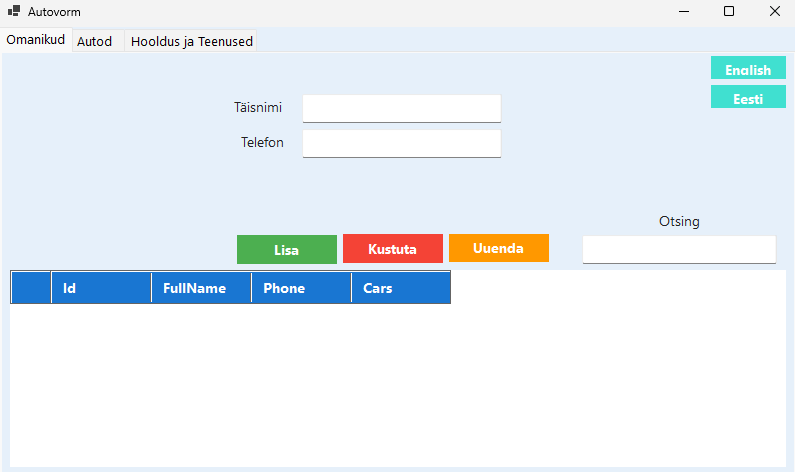 Autovorm
Omanikud Autod Hooldus ja Teenused
English
Eesti
Täisnimi
Telefon
Otsing
Lisa Kustuta Uuenda
Id FullName Phone Cars